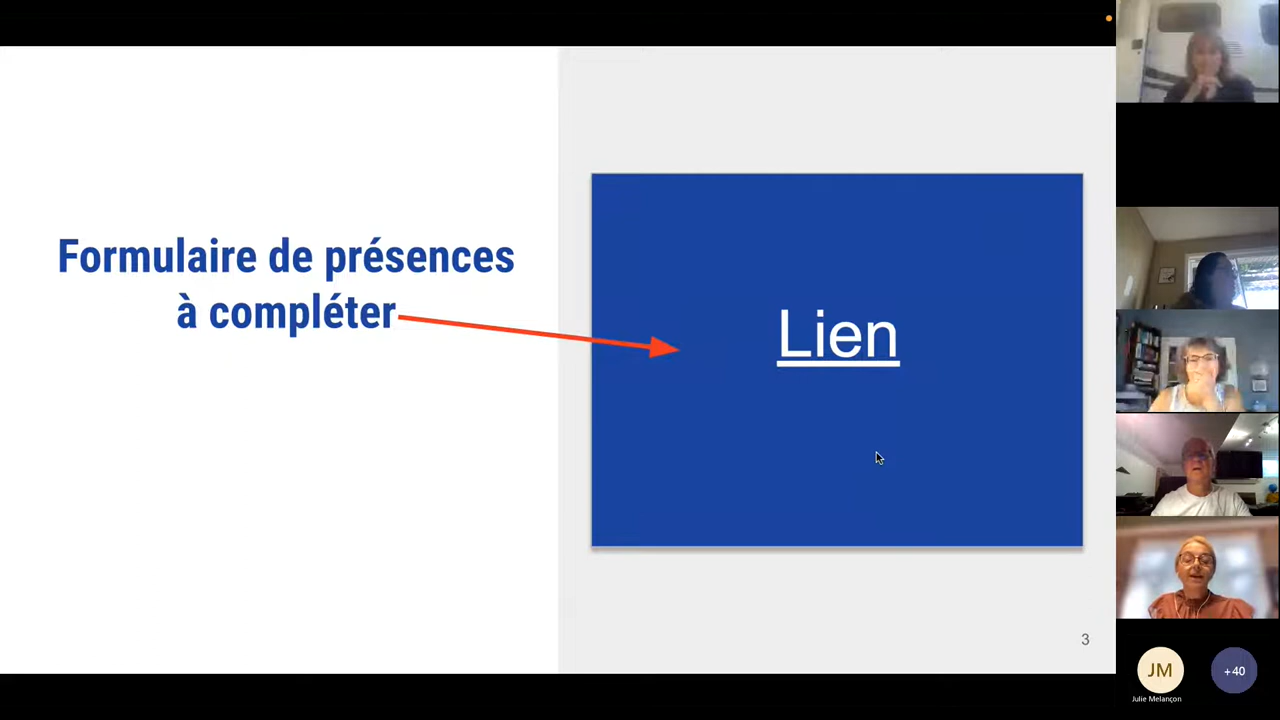 Formulaire de présences
à compléter
Lien
3
JM
+40
Julie Melançon